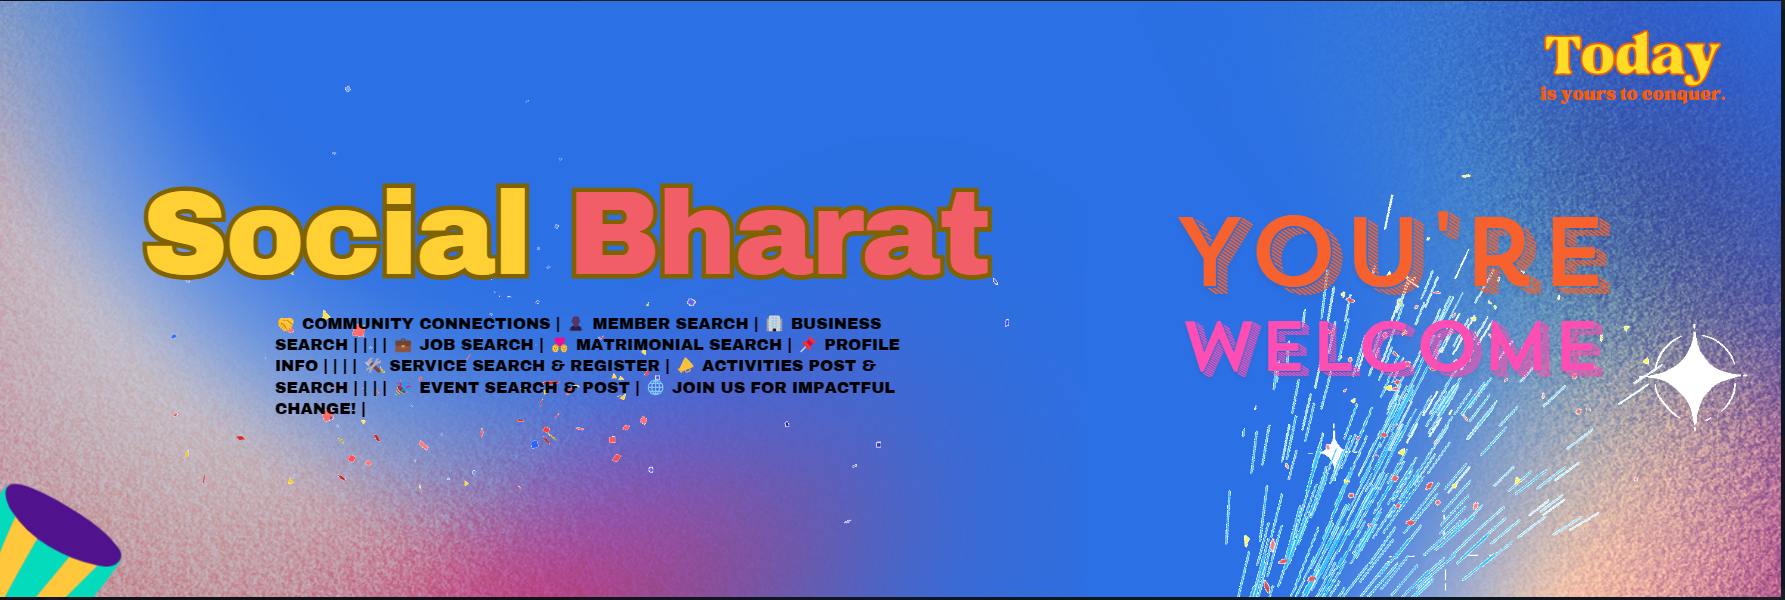 Today
is yours to conquer.
Social Bharat
YOU'RE
WELCOME
🤝 COMMUNITY CONNECTIONS | 👤 MEMBER SEARCH | 🏢 BUSINESS
SEARCH | | | | 💼 JOB SEARCH | 💑 MATRIMONIAL SEARCH | 📌 PROFILE
INFO | | | | 🛠️ SERVICE SEARCH & REGISTER | 📣 ACTIVITIES POST &
SEARCH | | | | 🎉 EVENT SEARCH & POST | 🌐 JOIN US FOR IMPACTFUL
CHANGE! |